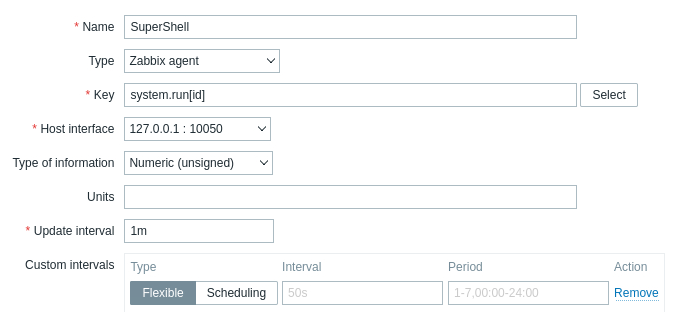 * Name SuperShell
Type Zabbix agent
* Key system.run[id] Select
* Host interface 127.0.0.1 : 10050
Type of information Numeric (unsigned)
Units
* Update interval 1m
Custom intervals Type Interval Period Action
Flexible Scheduling 50s 1-7,00:00-24:00 Remove